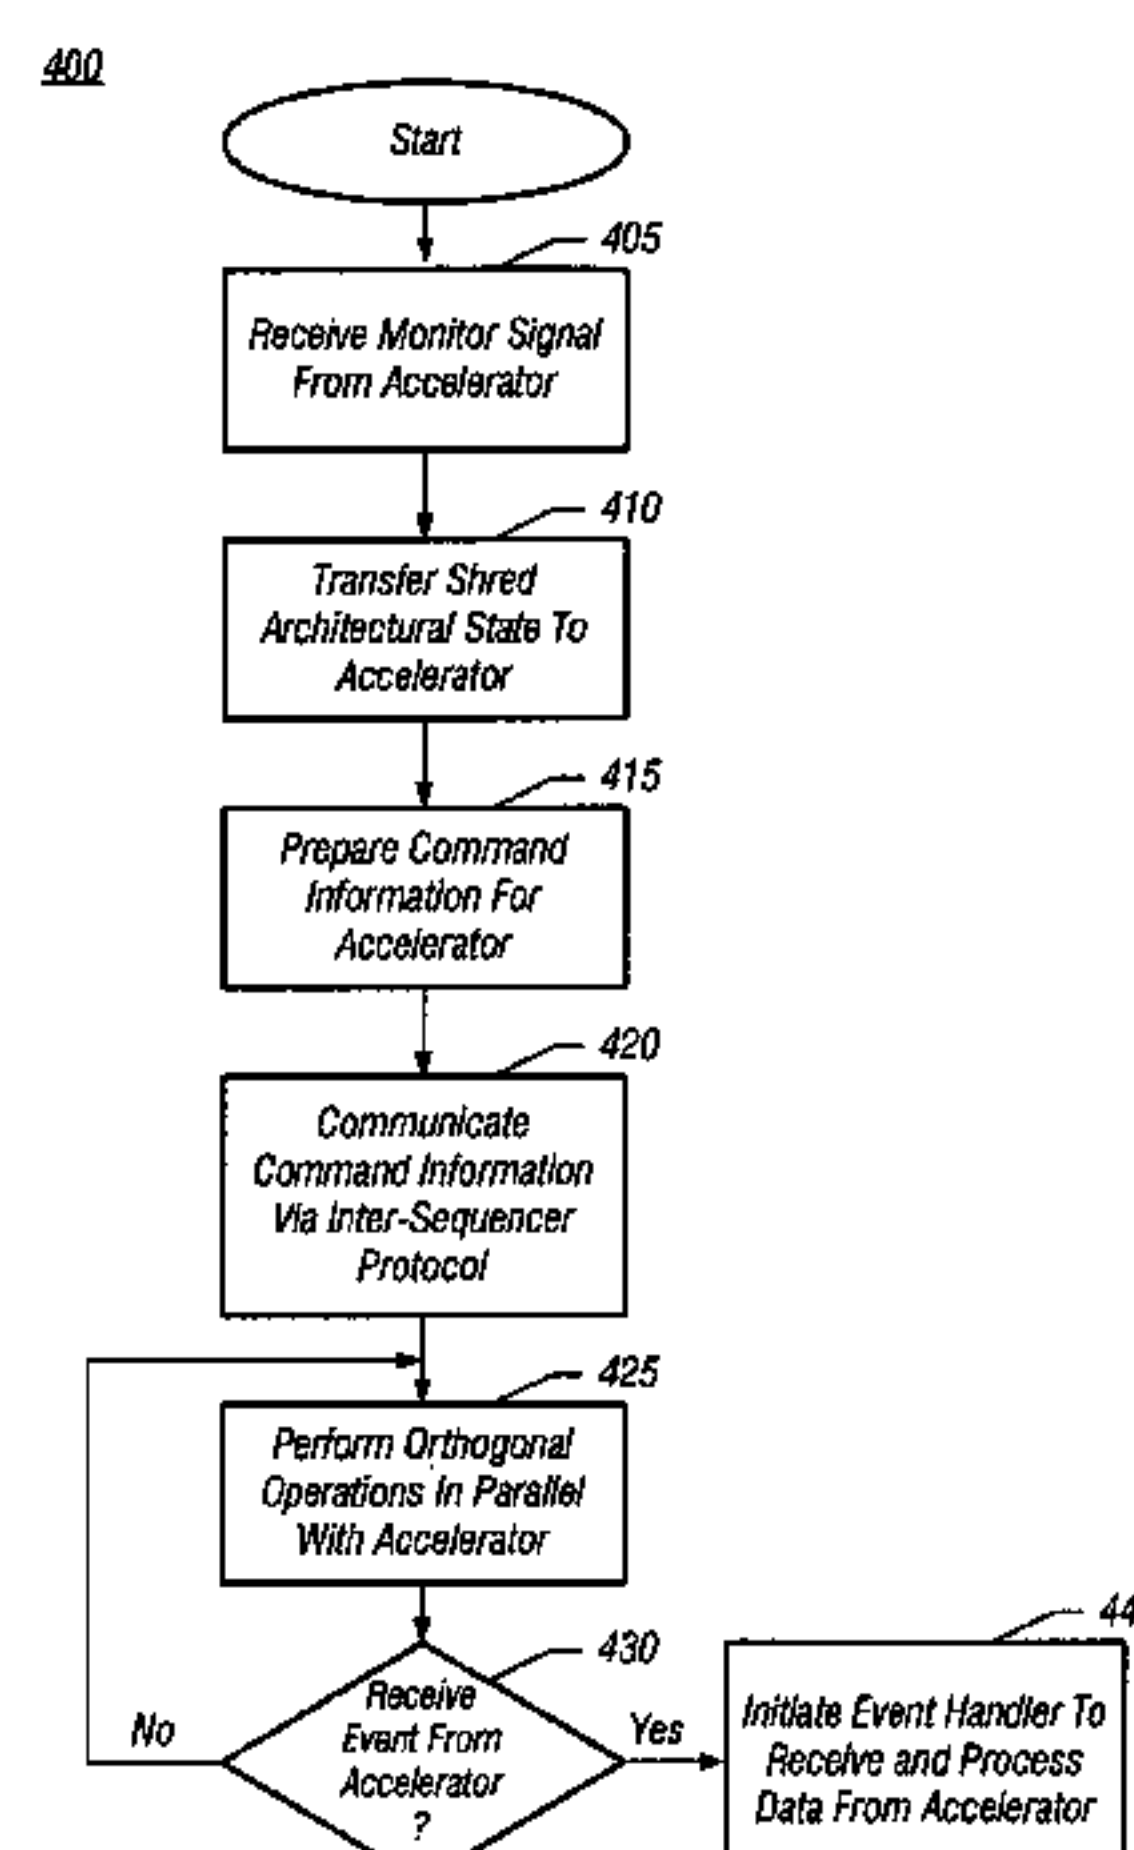 400
Start
405
Receive Monitor Signal
From Accelerator
410
Transfer Shred
Architectural State To
Accelerator
415
Prepare Command
Information For
Accelerator
420
Communicate
Command Information
Via Inter-Sequencer
Protocol
425
Perform Orthogonal
Operations In Parallel
With Accelerator
430
Receive
Event From
Accelerator
?
No
Yes
44
Initiate Event Handler To
Receive and Process
Data From Accelerator